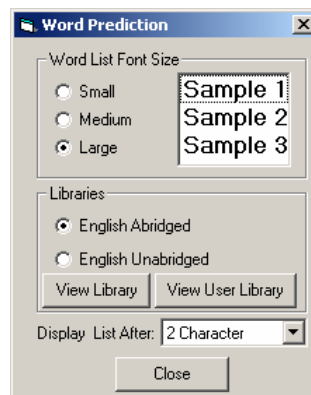 Word Prediction
Word List Font Size
Small
Sample 1
Medium
Sample 2
Large
Sample 3
Libraries
English Abridged
English Unabridged
View Library View User Library
Display List After: 2 Character
Close